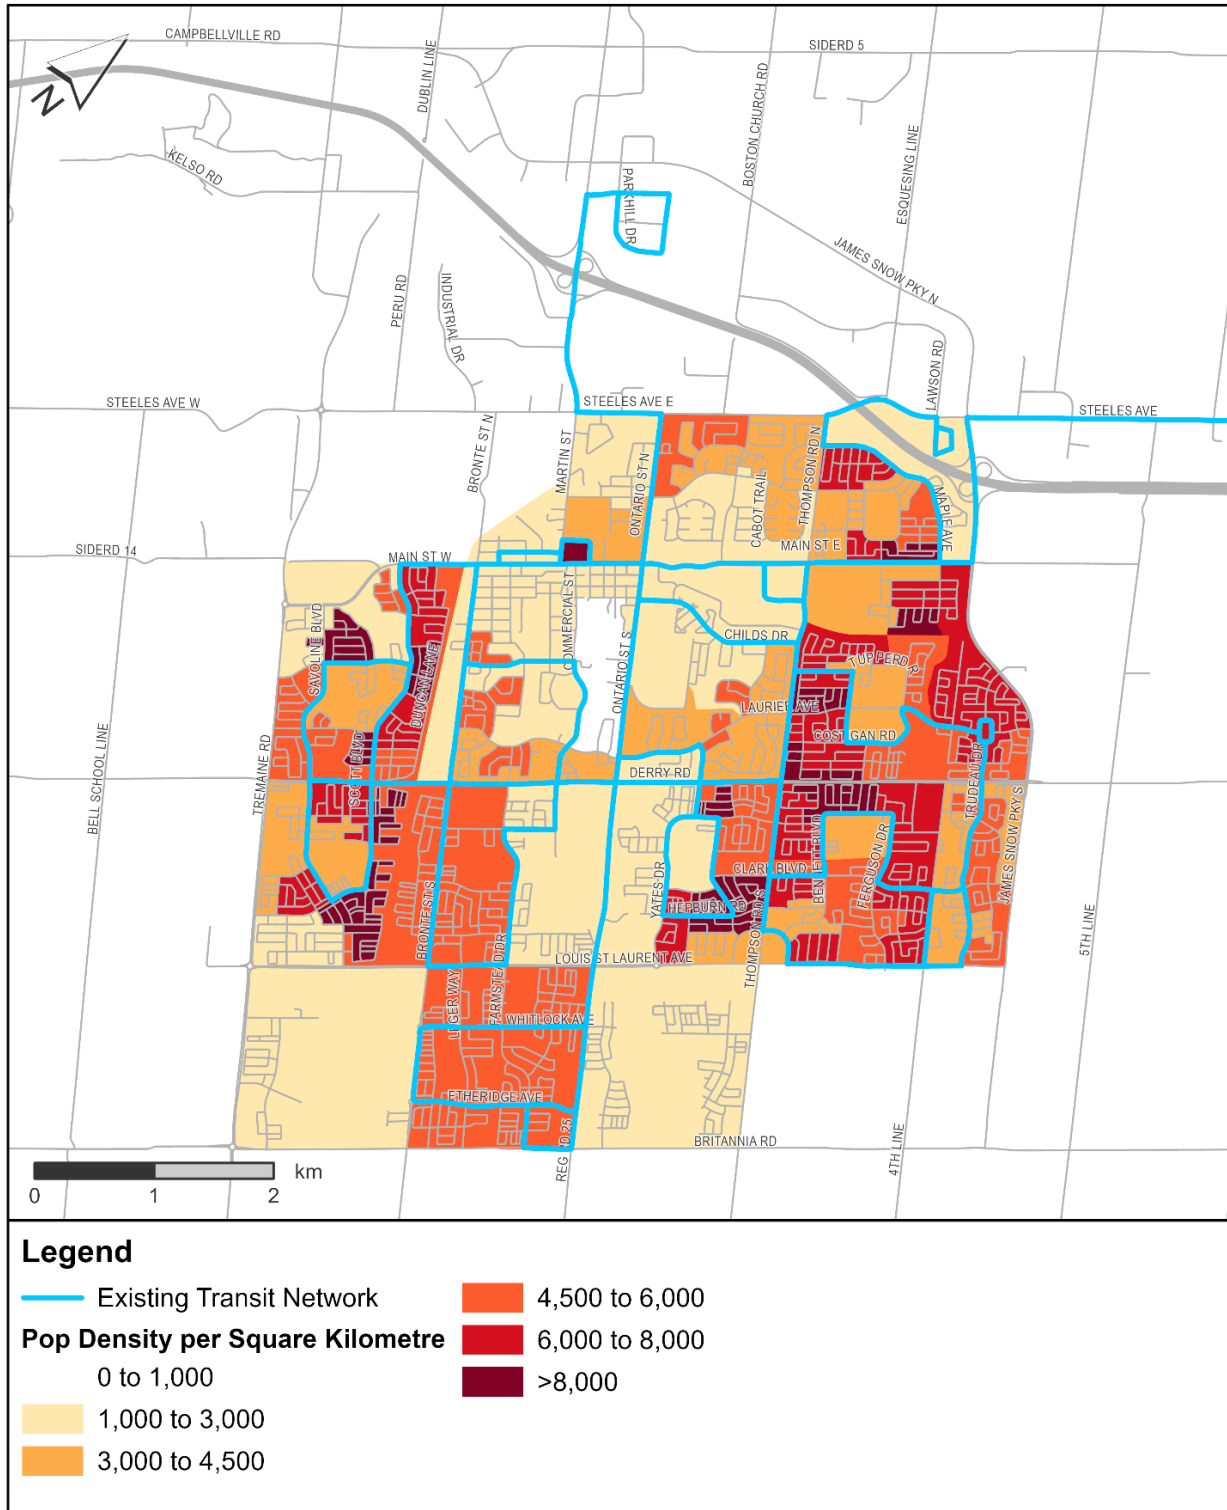 CAMPBELLVILLE RD
SIDERD 5
DUBLIN LINE
BOSTON CHURCH RD
N
ESQUESING LINE
KELSO RD
PARKHILL DR
JAMES SNOW PKY N
PERU RD
INDUSTRIAL DR
LAWSON RD
STEELES AVE W
STEELES AVE E
STEELES AVE
BRONTE ST N
MARTIN ST
ONTARIO ST N
CABOT TRAIL
THOMPSON RD N
MAPLE AVE
SIDERD 14
MAIN ST W
MAIN ST E
SAVOLINE BLVD
COMMERCIAL ST
CHILDS DR
DUNCAN LANE
ONTARIO ST S
TUPPER DR
LAURIER AVE
COSTIGAN RD
TREMAINE RD
SCOTT BLVD
BELL SCHOOL LINE
DERRY RD
TRUDEAU DR
JAMES SNOW PKY S
BENNETT BLVD
FERGUSON DR
CLARK BLVD
YATES DR
HEPBURN RD
BRONTE ST S
FARMSTEAD DR
THOMPSON RD S
5TH LINE
LOUIS ST LAURENT AVE
LEGER WAY
WHITLOCK AVE
ETHERIDGE AVE
REG RD 25
BRITANNIA RD
4TH LINE
km
0 1 2
Legend
Existing Transit Network
Pop Density per Square Kilometre
0 to 1,000
1,000 to 3,000
3,000 to 4,500
4,500 to 6,000
6,000 to 8,000
>8,000